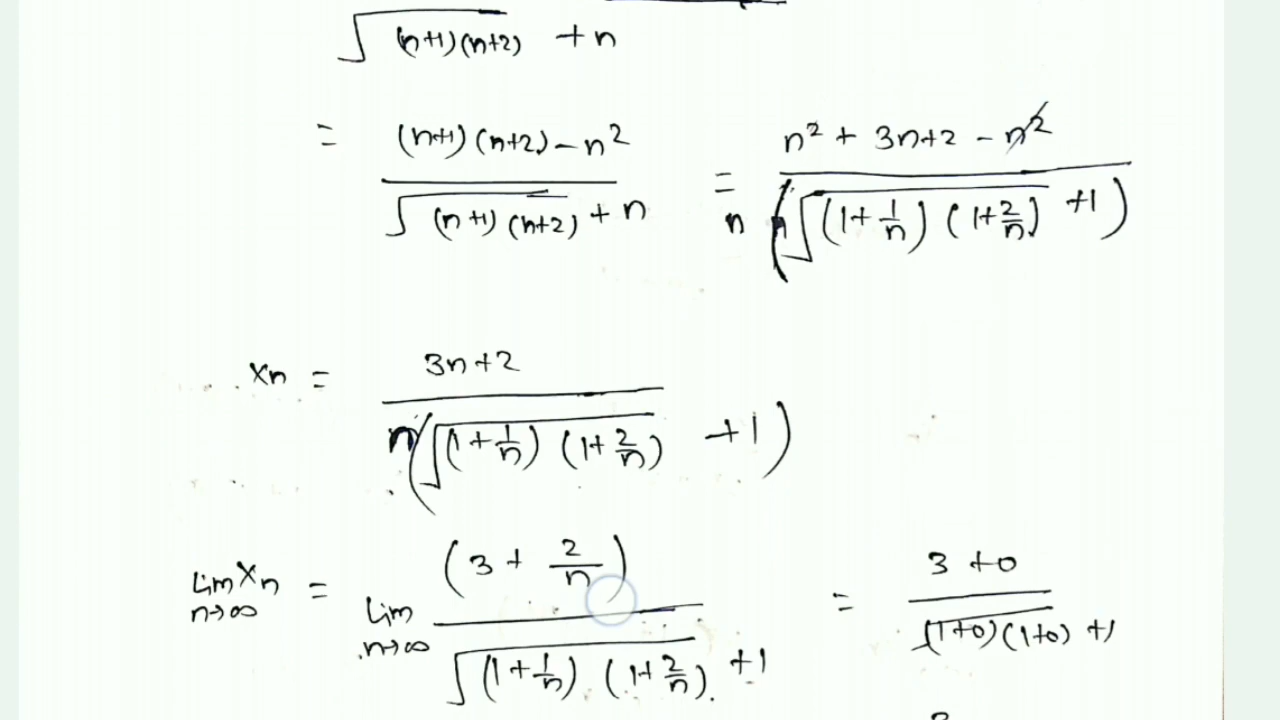 √(n+1)(n+2) + n
= (n+1)(n+2) - n² / √(n+1)(n+2) + n = n² + 3n+2 - n² / n(√(1+1/n)(1+2/n) +1)
xn = 3n+2 / n(√(1+1/n)(1+2/n) +1)
lim n→∞ xn = lim n→∞ (3 + 2/n) / √(1+1/n)(1+2/n) +1 = 3+0 / √(1+0)(1+0) +1